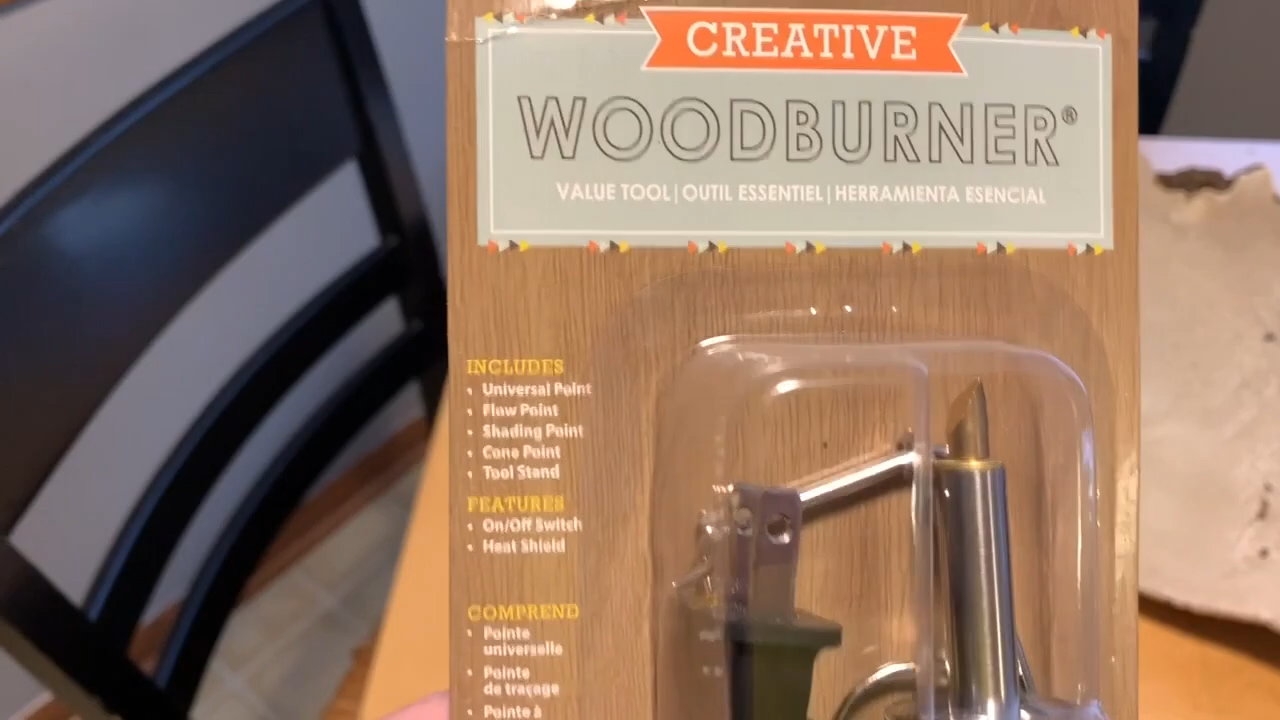 CREATIVE
WOODBURNER®
VALUE TOOL | OUTIL ESSENTIEL | HERRAMIENTA ESENCIAL
INCLUDES
• Universal Point
• Flow Point
• Shading Point
• Cone Point
• Tool Stand
FEATURES
• On/Off Switch
• Heat Shield
COMPREND
• Pointe
universelle
• Pointe
de traçage
• Pointe à